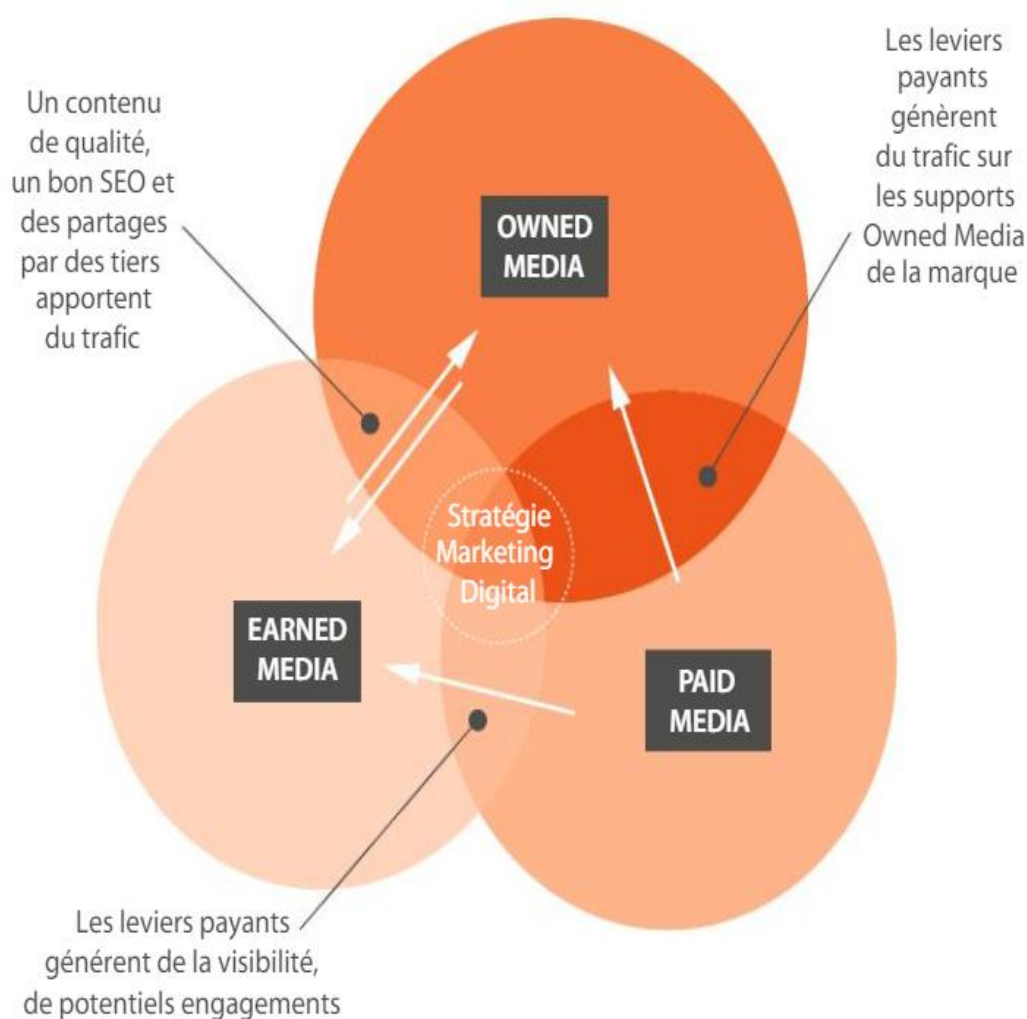 Un contenu
de qualité,
un bon SEO et
des partages
par des tiers
apportent
du trafic
Les leviers
payants
génèrent
du trafic sur
les supports
Owned Media
de la marque
OWNED
MEDIA
Stratégie
Marketing
Digital
EARNED
MEDIA
PAID
MEDIA
Les leviers payants
générent de la visibilité,
de potentiels engagements